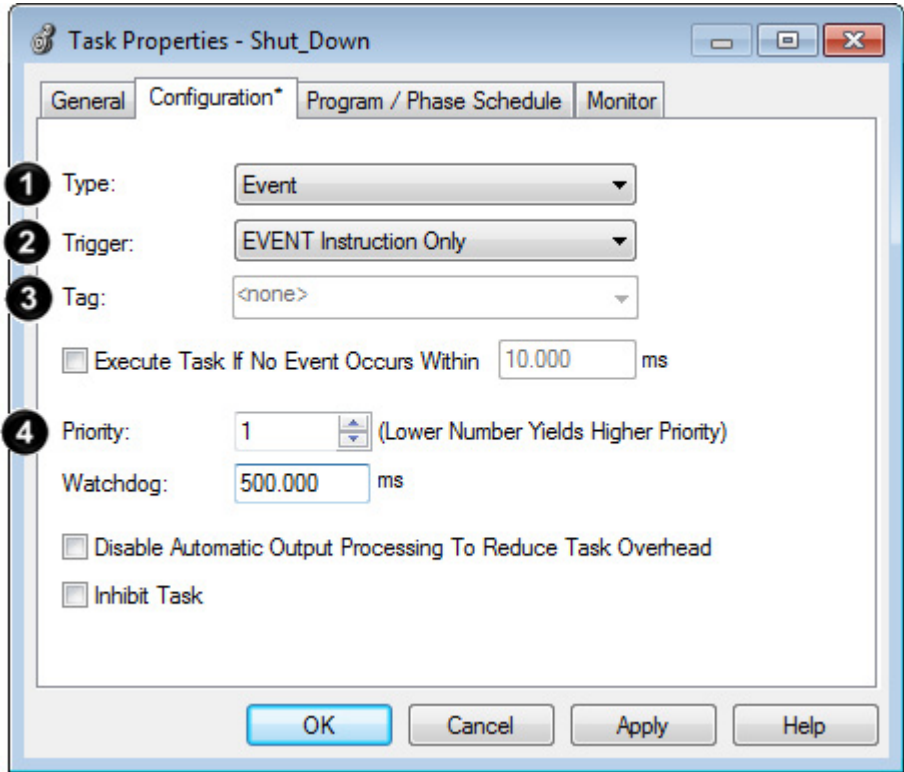 Task Properties - Shut_Down
General Configuration* Program / Phase Schedule Monitor
1 Type: Event
2 Trigger: EVENT Instruction Only
3 Tag: <none>
Execute Task If No Event Occurs Within 10.000 ms
4 Priority: 1 (Lower Number Yields Higher Priority)
Watchdog: 500.000 ms
Disable Automatic Output Processing To Reduce Task Overhead
Inhibit Task
OK Cancel Apply Help